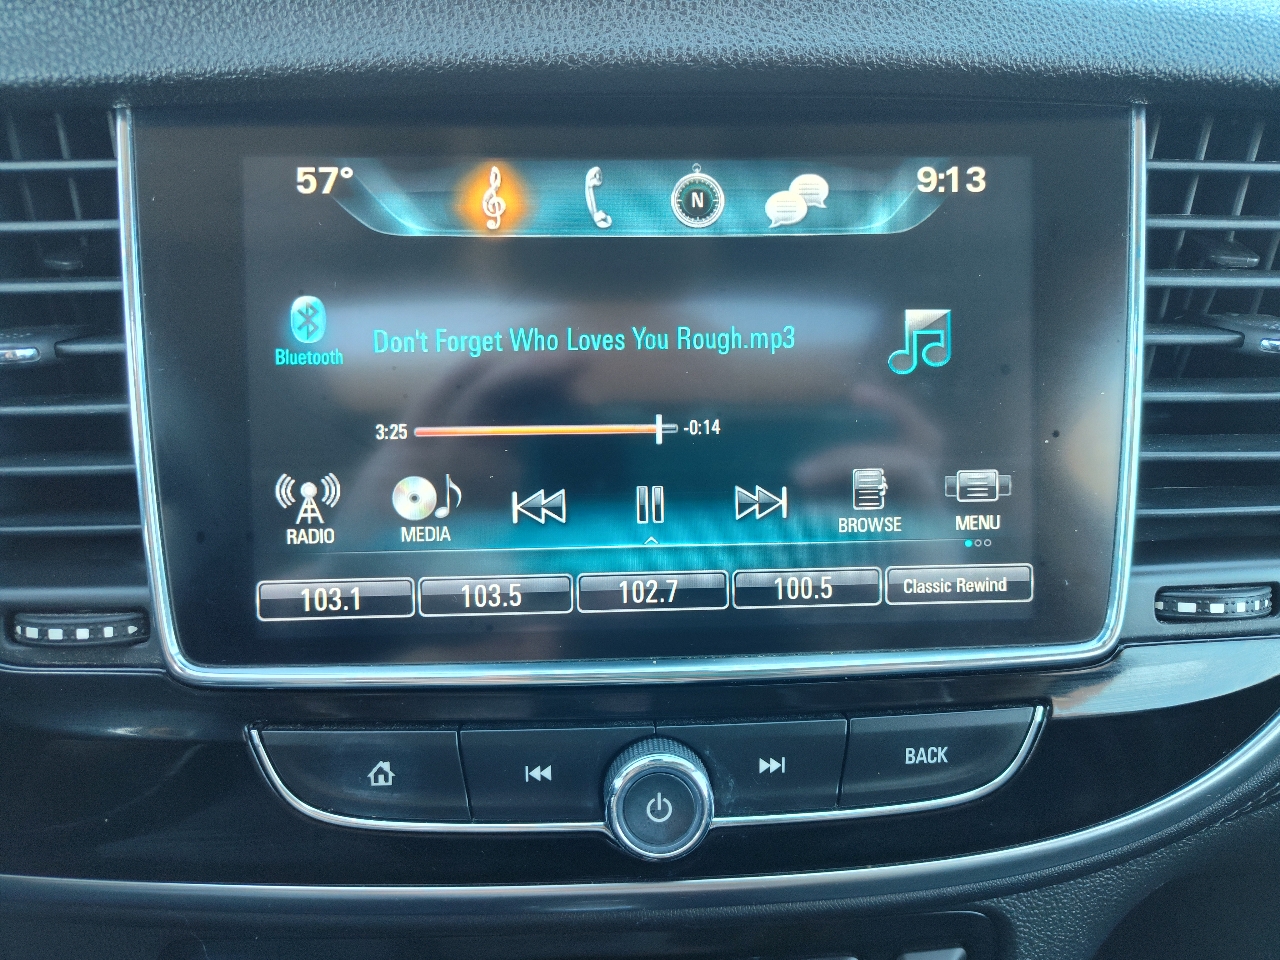 57°
N
9:13
Bluetooth
Don't Forget Who Loves You Rough.mp3
3:25
-0:14
RADIO
MEDIA
BROWSE
MENU
103.1
103.5
102.7
100.5
Classic Rewind
BACK